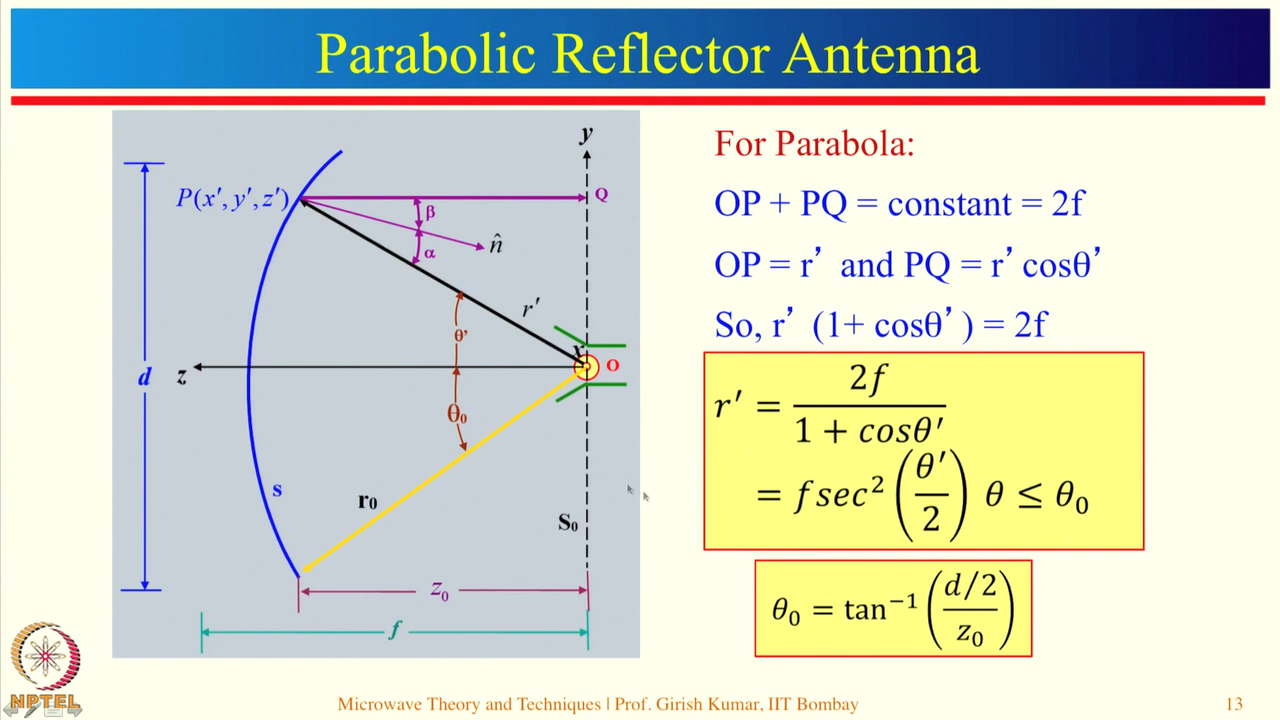 Parabolic Reflector Antenna
y
P(x′, y′, z′)
Q
β
n̂
α
r′
θ'
d
z
x
O
θ₀
s
r₀
S₀
z₀
f
For Parabola:
OP + PQ = constant = 2f
OP = r’ and PQ = r’cosθ’
So, r’ (1+ cosθ’ ) = 2f
r′ = 2f / 1 + cosθ′
= fsec² (θ′/2) θ ≤ θ₀
θ₀ = tan⁻¹ ((d/2)/z₀)
NPTEL
Microwave Theory and Techniques | Prof. Girish Kumar, IIT Bombay
13